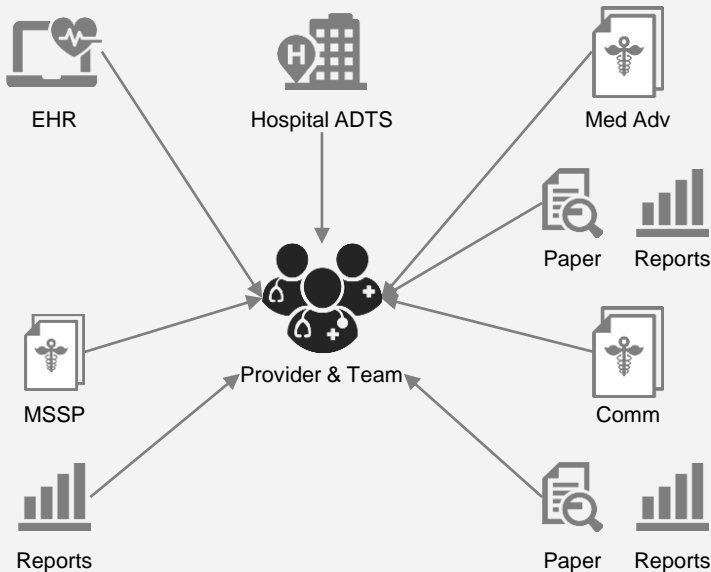 H
EHR
Hospital ADTS
Med Adv
Paper
Reports
Provider & Team
MSSP
Comm
Reports
Paper
Reports